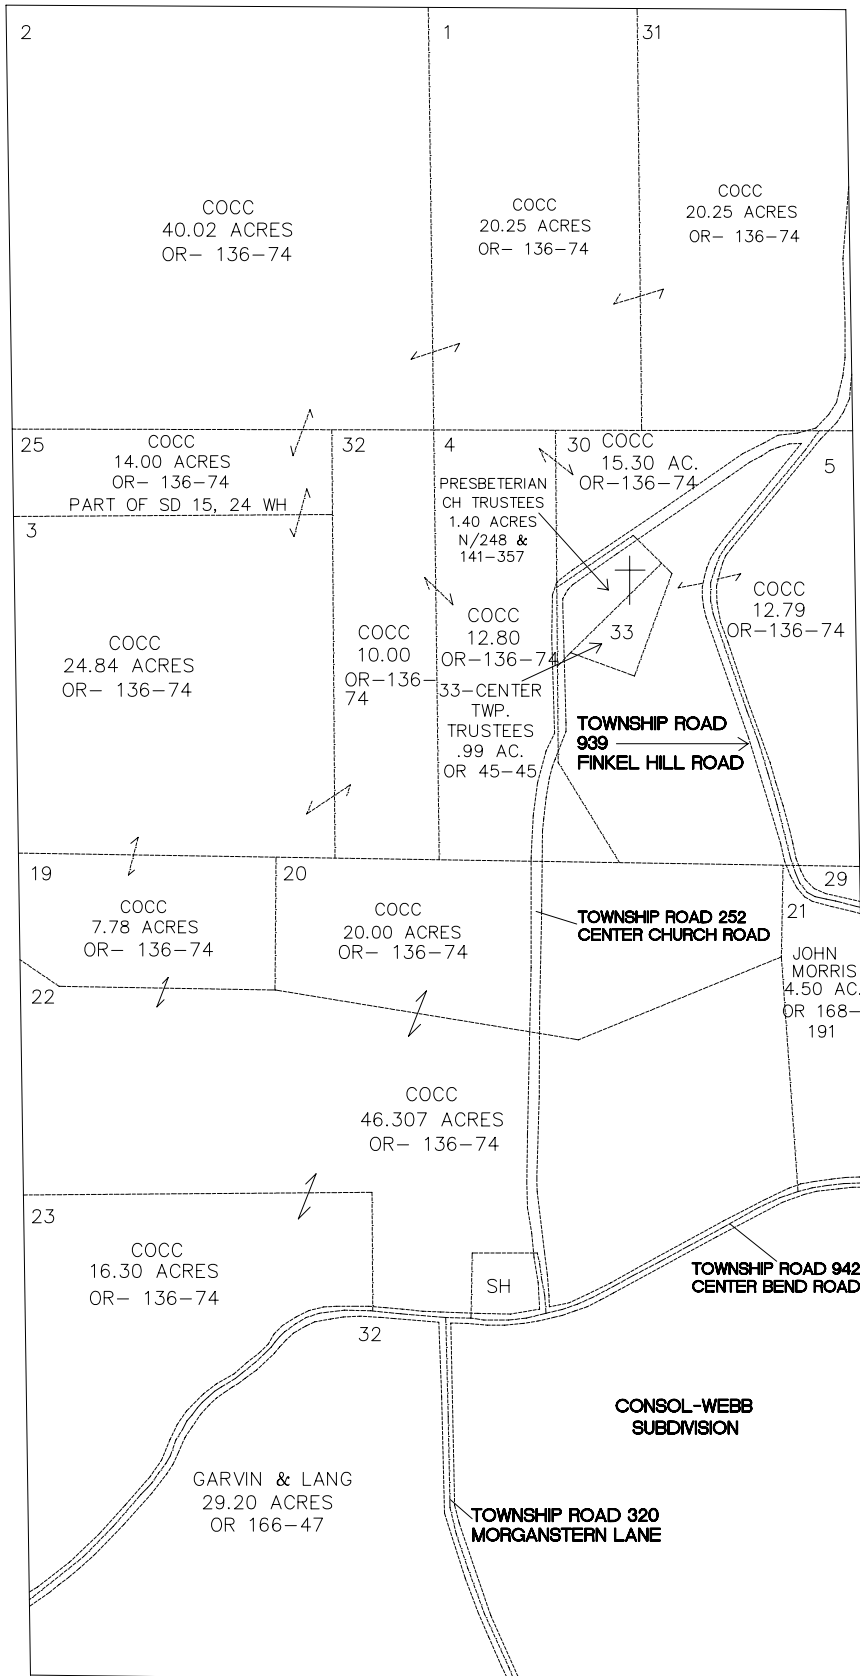 2
1
31
COCC
40.02 ACRES
OR– 136–74
COCC
20.25 ACRES
OR– 136–74
COCC
20.25 ACRES
OR– 136–74
25
COCC
14.00 ACRES
OR– 136–74
PART OF SD 15, 24 WH
32
4
30
COCC
15.30 AC.
OR–136–74
5
PRESBETERIAN
CH TRUSTEES
1.40 ACRES
N/248 &
141–357
3
COCC
24.84 ACRES
OR– 136–74
COCC
10.00
OR–136–
74
COCC
12.80
OR–136–74
33
COCC
12.79
OR–136–74
33–CENTER
TWP.
TRUSTEES
.99 AC.
OR 45–45
TOWNSHIP ROAD
939
FINKEL HILL ROAD
19
COCC
7.78 ACRES
OR– 136–74
20
COCC
20.00 ACRES
OR– 136–74
TOWNSHIP ROAD 252
CENTER CHURCH ROAD
29
21
JOHN
MORRIS
4.50 AC.
OR 168–
191
22
COCC
46.307 ACRES
OR– 136–74
23
COCC
16.30 ACRES
OR– 136–74
SH
TOWNSHIP ROAD 942
CENTER BEND ROAD
32
CONSOL-WEBB
SUBDIVISION
GARVIN & LANG
29.20 ACRES
OR 166–47
TOWNSHIP ROAD 320
MORGANSTERN LANE